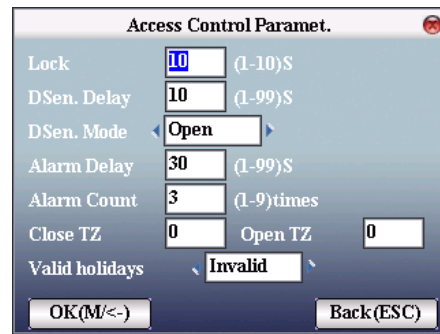 Access Control Paramet.
Lock 10 (1-10)S
DSen. Delay 10 (1-99)S
DSen. Mode Open
Alarm Delay 30 (1-99)S
Alarm Count 3 (1-9)times
Close TZ 0 Open TZ 0
Valid holidays Invalid
OK(M/<-) Back(ESC)